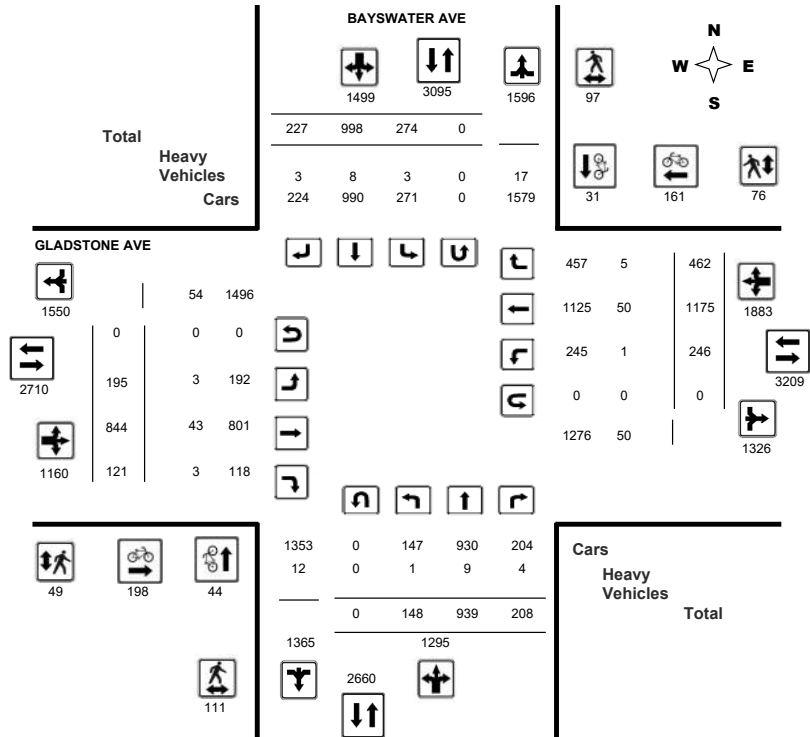 BAYSWATER AVE
N
W E
S
1499 3095 1596 97
Total 227 998 274 0
Heavy
Vehicles 3 8 3 0 17
Cars 224 990 271 0 1579
31 161 76
GLADSTONE AVE
1550
54 1496
0 0 0
2710
195 3 192
844 43 801
1160
121 3 118
457 5 462
1125 50 1175
1883
245 1 246
3209
0 0 0
1276 50
1326
49 198 44
111
1353 0 147 930 204
12 0 1 9 4
0 148 939 208
1365 1295
2660
Cars
Heavy
Vehicles
Total